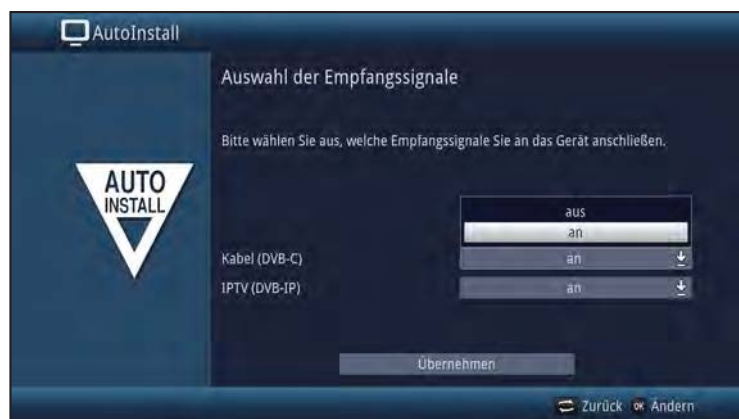 AutoInstall
Auswahl der Empfangssignale
Bitte wählen Sie aus, welche Empfangssignale Sie an das Gerät anschließen.
AUTO
INSTALL
aus
an
Kabel (DVB-C) an
IPTV (DVB-IP) an
Übernehmen
Zurück OK Ändern